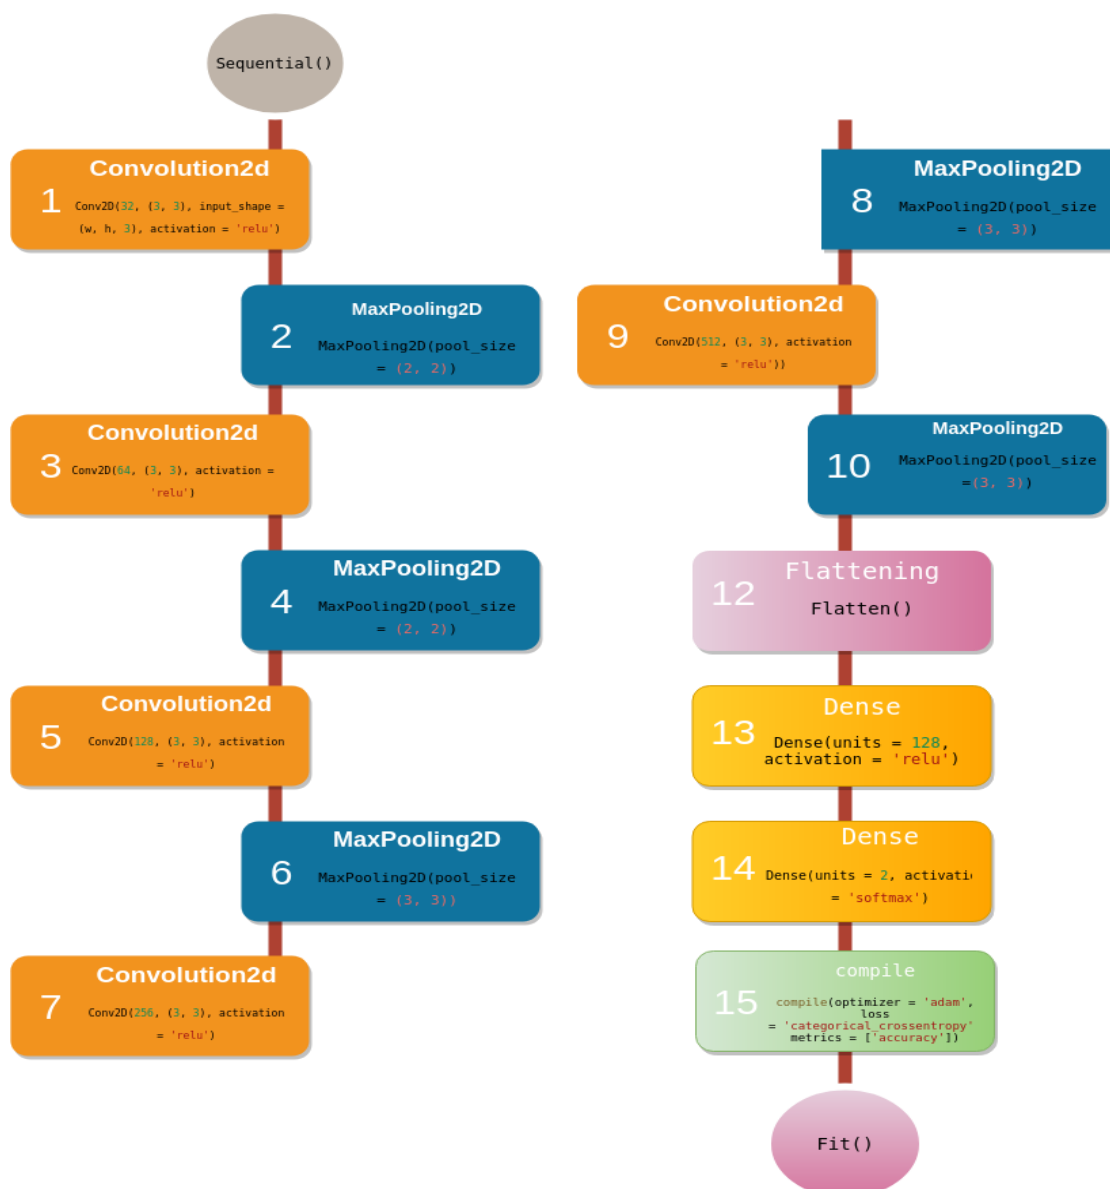 Sequential()
Convolution2d
1
Conv2D(32, (3, 3), input_shape =
(w, h, 3), activation = 'relu')
MaxPooling2D
2
MaxPooling2D(pool_size
= (2, 2))
Convolution2d
3
Conv2D(64, (3, 3), activation =
'relu')
MaxPooling2D
4
MaxPooling2D(pool_size
= (2, 2))
Convolution2d
5
Conv2D(128, (3, 3), activation
= 'relu')
MaxPooling2D
6
MaxPooling2D(pool_size
= (3, 3))
Convolution2d
7
Conv2D(256, (3, 3), activation
= 'relu')
MaxPooling2D
8
MaxPooling2D(pool_size
= (3, 3))
Convolution2d
9
Conv2D(512, (3, 3), activation
= 'relu'))
MaxPooling2D
10
MaxPooling2D(pool_size
=(3, 3))
Flattening
12
Flatten()
Dense
13
Dense(units = 128,
activation = 'relu')
Dense
14
Dense(units = 2, activati
= 'softmax')
compile
15
compile(optimizer = 'adam',
loss
= 'categorical_crossentropy'
metrics = ['accuracy'])
Fit()